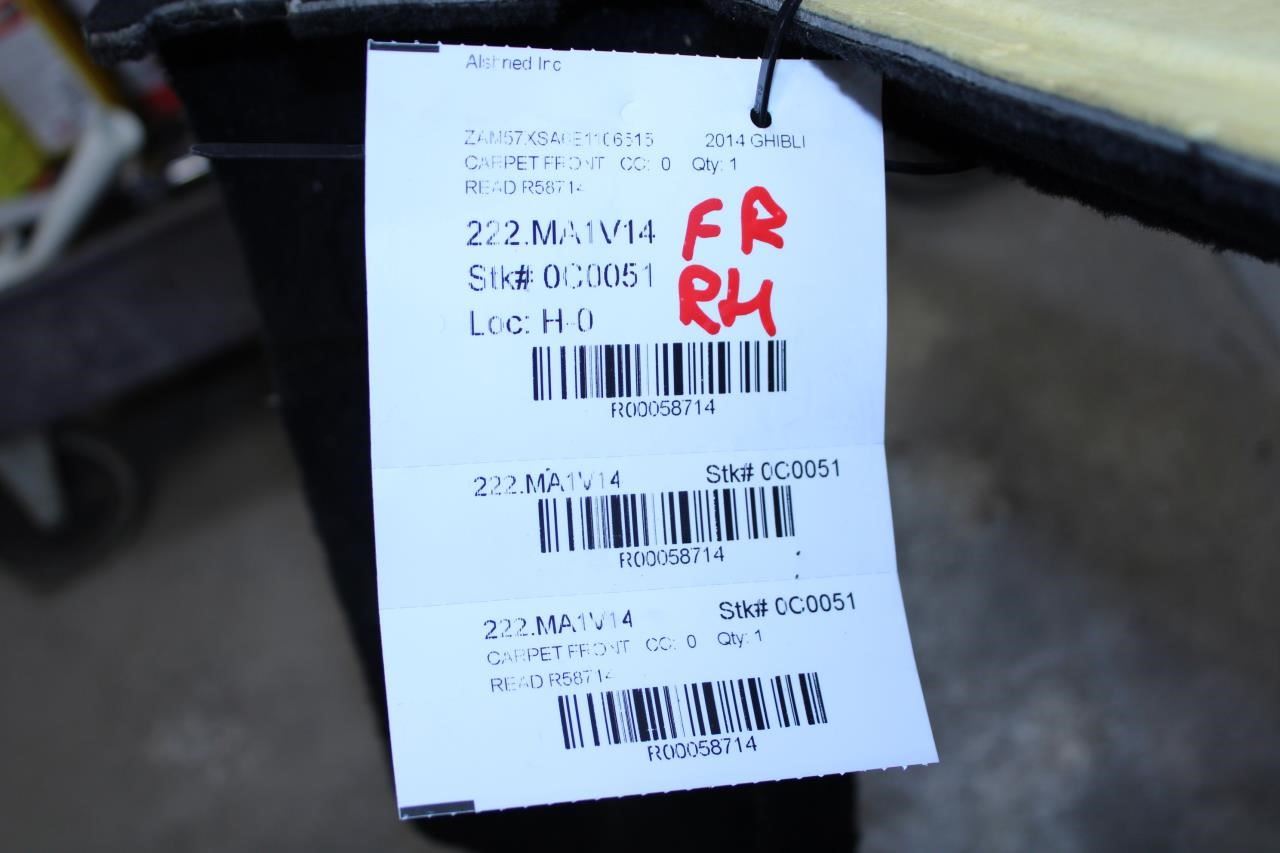 Alshned Inc
ZAM57XSA6E1106515 2014 GHIBLI
CARPET FRONT CC: 0 Qty: 1
READ R58714
222.MA1V14
FR
Stk# 0C0051
RH
Loc: H-0
R00058714
222.MA1V14 Stk# 0C0051
R00058714
222.MA1V14 Stk# 0C0051
CARPET FRONT CC: 0 Qty: 1
READ R58714
R00058714